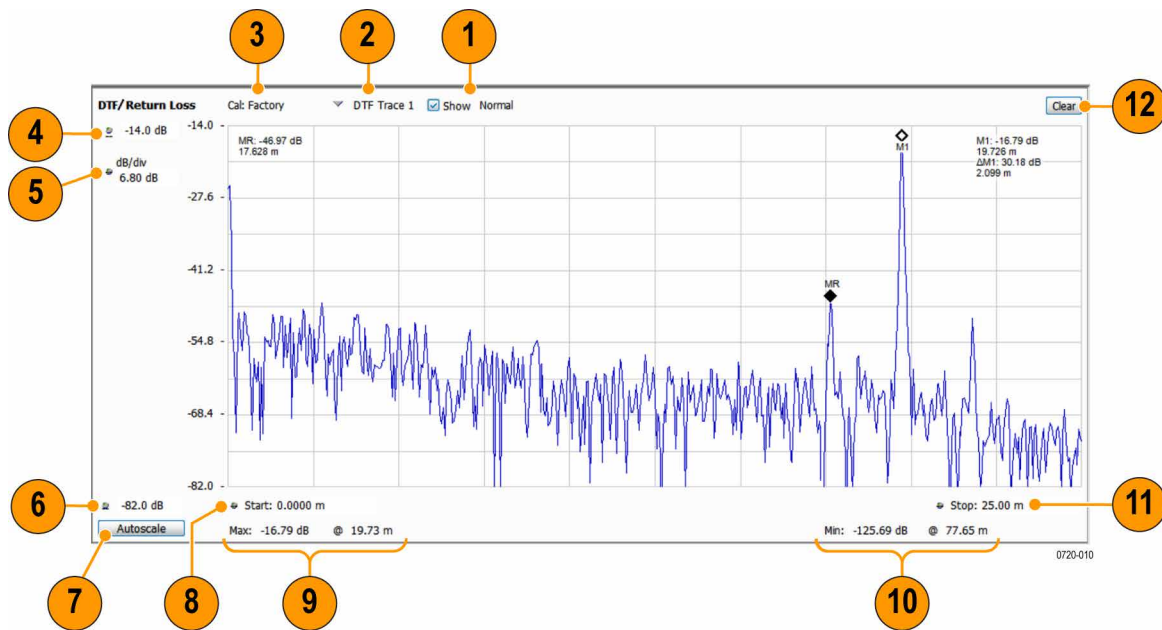 3
2
1
DTF/Return Loss
Cal: Factory
DTF Trace 1
Show
Normal
Clear
12
4
-14.0 dB
-14.0
MR: -46.97 dB
17.628 m
M1
M1: -16.79 dB
19.726 m
ΔM1: 30.18 dB
2.099 m
5
dB/div
6.80 dB
-27.6
-41.2
MR
-54.8
-68.4
-82.0
6
-82.0 dB
Start: 0.0000 m
Stop: 25.00 m
11
Autoscale
Max: -16.79 dB @ 19.73 m
Min: -125.69 dB @ 77.65 m
0720-010
7
8
9
10